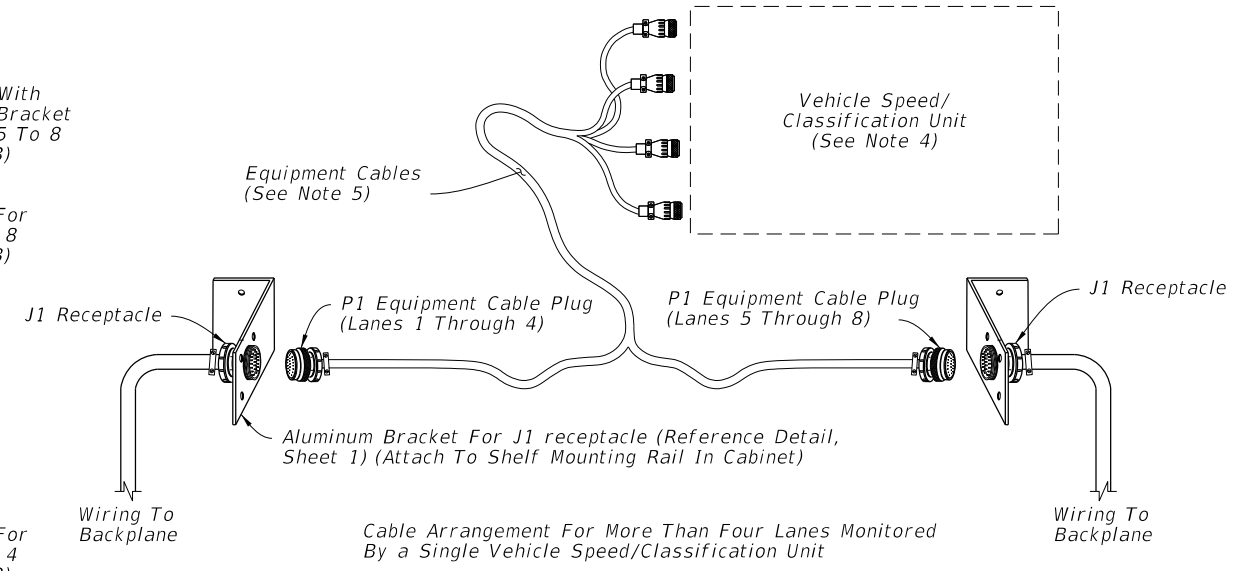 With
Bracket
5 To 8
3)
For
8
3)
Vehicle Speed/
Classification Unit
(See Note 4)
Equipment Cables
(See Note 5)
J1 Receptacle
P1 Equipment Cable Plug
(Lanes 1 Through 4)
P1 Equipment Cable Plug
(Lanes 5 Through 8)
J1 Receptacle
Aluminum Bracket For J1 receptacle (Reference Detail,
Sheet 1) (Attach To Shelf Mounting Rail In Cabinet)
Wiring To
Backplane
Wiring To
Backplane
For
4
Cable Arrangement For More Than Four Lanes Monitored
By a Single Vehicle Speed/Classification Unit